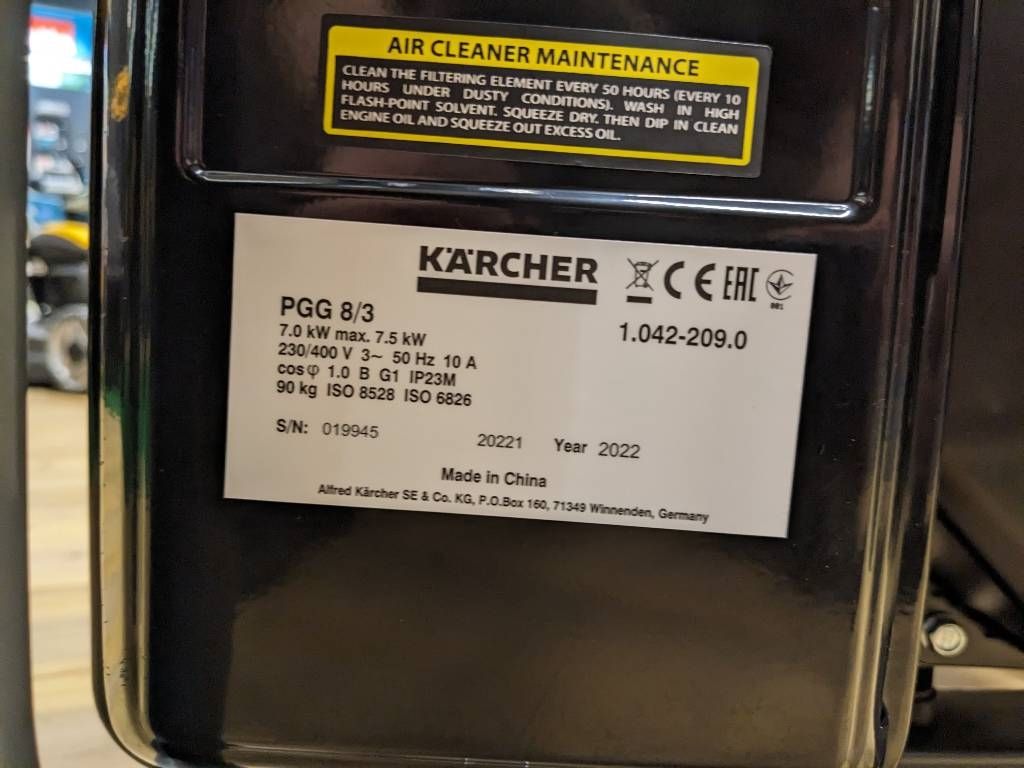 AIR CLEANER MAINTENANCE
CLEAN THE FILTERING ELEMENT EVERY 50 HOURS (EVERY 10
HOURS UNDER DUSTY CONDITIONS). WASH IN HIGH
FLASH-POINT SOLVENT. SQUEEZE DRY. THEN DIP IN CLEAN
ENGINE OIL AND SQUEEZE OUT EXCESS OIL.
KÄRCHER CE EAC
001
PGG 8/3
1.042-209.0
7.0 kW max. 7.5 kW
230/400 V 3~ 50 Hz 10 A
cosφ 1.0 B G1 IP23M
90 kg ISO 8528 ISO 6826
S/N: 019945 20221 Year 2022
Made in China
Alfred Kärcher SE & Co. KG, P.O.Box 160, 71349 Winnenden, Germany